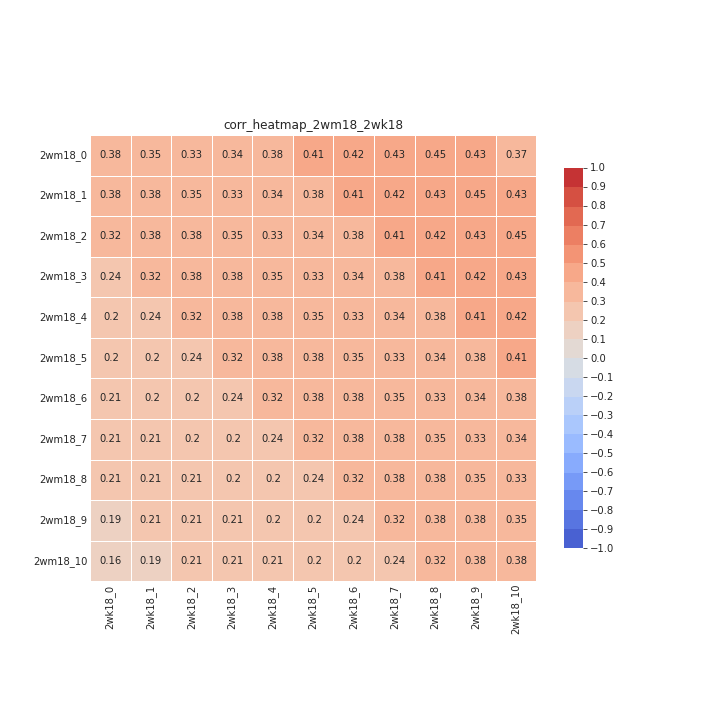 corr_heatmap_2wm18_2wk18
2wm18_0 0.38 0.35 0.33 0.34 0.38 0.41 0.42 0.43 0.45 0.43 0.37
2wm18_1 0.38 0.38 0.35 0.33 0.34 0.38 0.41 0.42 0.43 0.45 0.43
2wm18_2 0.32 0.38 0.38 0.35 0.33 0.34 0.38 0.41 0.42 0.43 0.45
2wm18_3 0.24 0.32 0.38 0.38 0.35 0.33 0.34 0.38 0.41 0.42 0.43
2wm18_4 0.2 0.24 0.32 0.38 0.38 0.35 0.33 0.34 0.38 0.41 0.42
2wm18_5 0.2 0.2 0.24 0.32 0.38 0.38 0.35 0.33 0.34 0.38 0.41
2wm18_6 0.21 0.2 0.2 0.24 0.32 0.38 0.38 0.35 0.33 0.34 0.38
2wm18_7 0.21 0.21 0.2 0.2 0.24 0.32 0.38 0.38 0.35 0.33 0.34
2wm18_8 0.21 0.21 0.21 0.2 0.2 0.24 0.32 0.38 0.38 0.35 0.33
2wm18_9 0.19 0.21 0.21 0.21 0.2 0.2 0.24 0.32 0.38 0.38 0.35
2wm18_10 0.16 0.19 0.21 0.21 0.21 0.2 0.2 0.24 0.32 0.38 0.38
2wk18_0 2wk18_1 2wk18_2 2wk18_3 2wk18_4 2wk18_5 2wk18_6 2wk18_7 2wk18_8 2wk18_9 2wk18_10
1.0
0.9
0.8
0.7
0.6
0.5
0.4
0.3
0.2
0.1
0.0
−0.1
−0.2
−0.3
−0.4
−0.5
−0.6
−0.7
−0.8
−0.9
−1.0